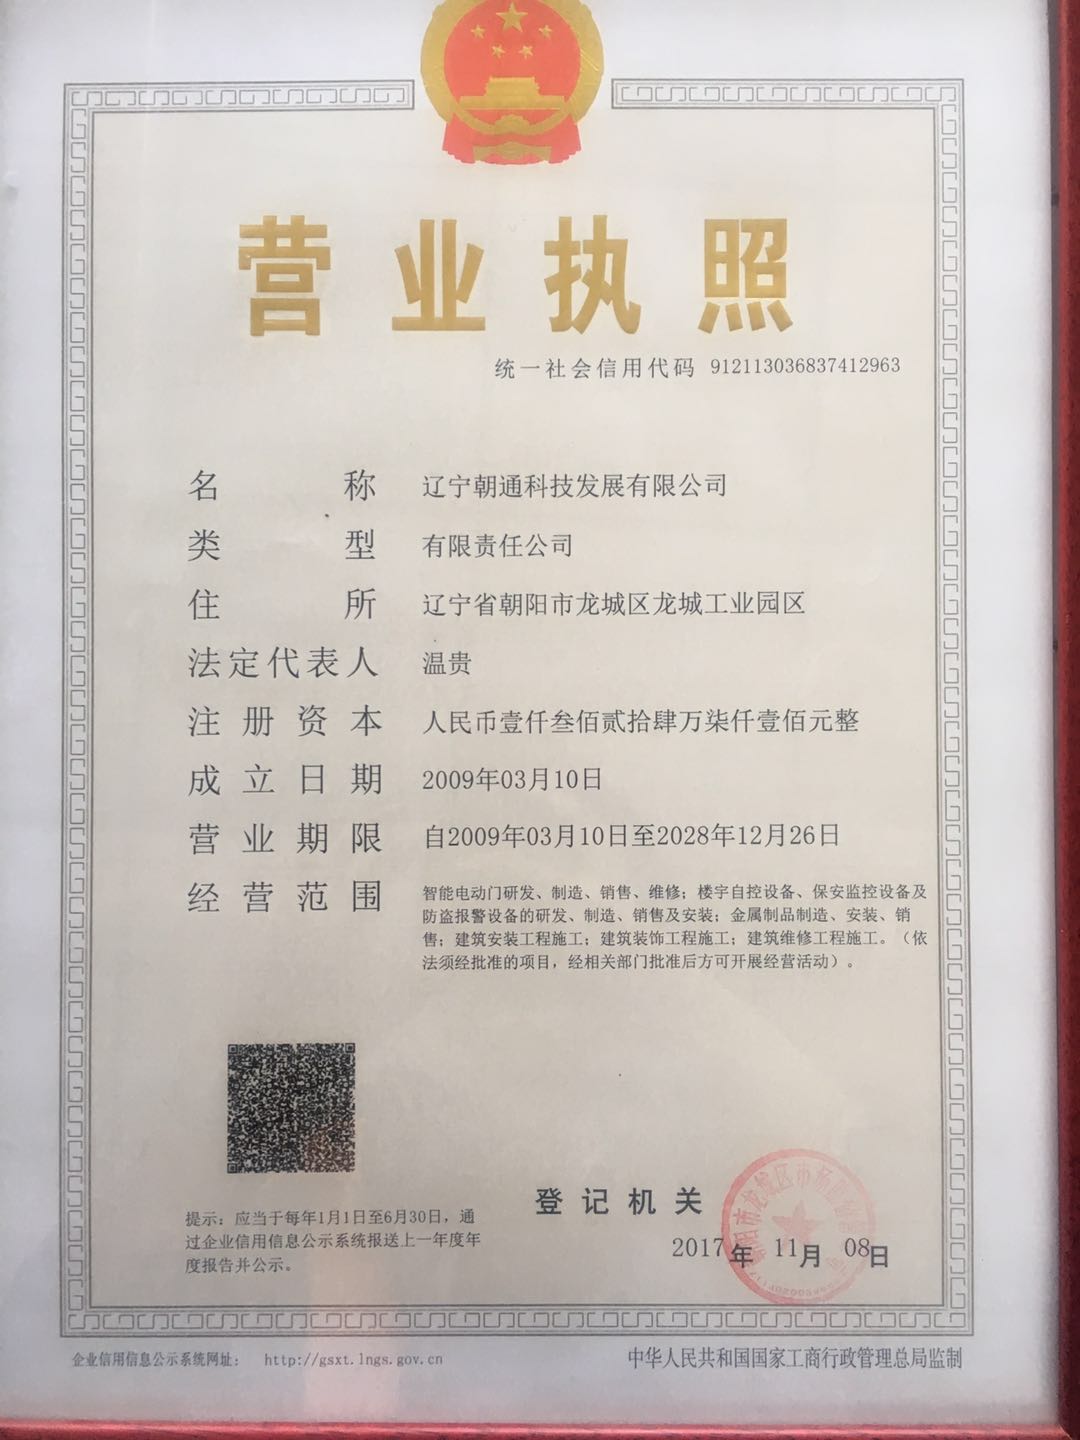 营业执照
统一社会信用代码 912113036837412963
名称 辽宁朝通科技发展有限公司
类型 有限责任公司
住所 辽宁省朝阳市龙城区龙城工业园区
法定代表人 温贵
注册资本 人民币壹仟叁佰贰拾肆万柒仟壹佰元整
成立日期 2009年03月10日
营业期限 自2009年03月10日至2028年12月26日
经营范围 智能电动门研发、制造、销售、维修；楼宇自控设备、保安监控设备及
防盗报警设备的研发、制造、销售及安装；金属制品制造、安装、销
售；建筑安装工程施工；建筑装饰工程施工；建筑维修工程施工。（依
法须经批准的项目，经相关部门批准后方可开展经营活动）。
登记机关
2017年 11月 08日
提示：应当于每年1月1日至6月30日，通
过企业信用信息公示系统报送上一年度年
度报告并公示。
企业信用信息公示系统网址： http://gsxt.lngs.gov.cn
中华人民共和国国家工商行政管理总局监制